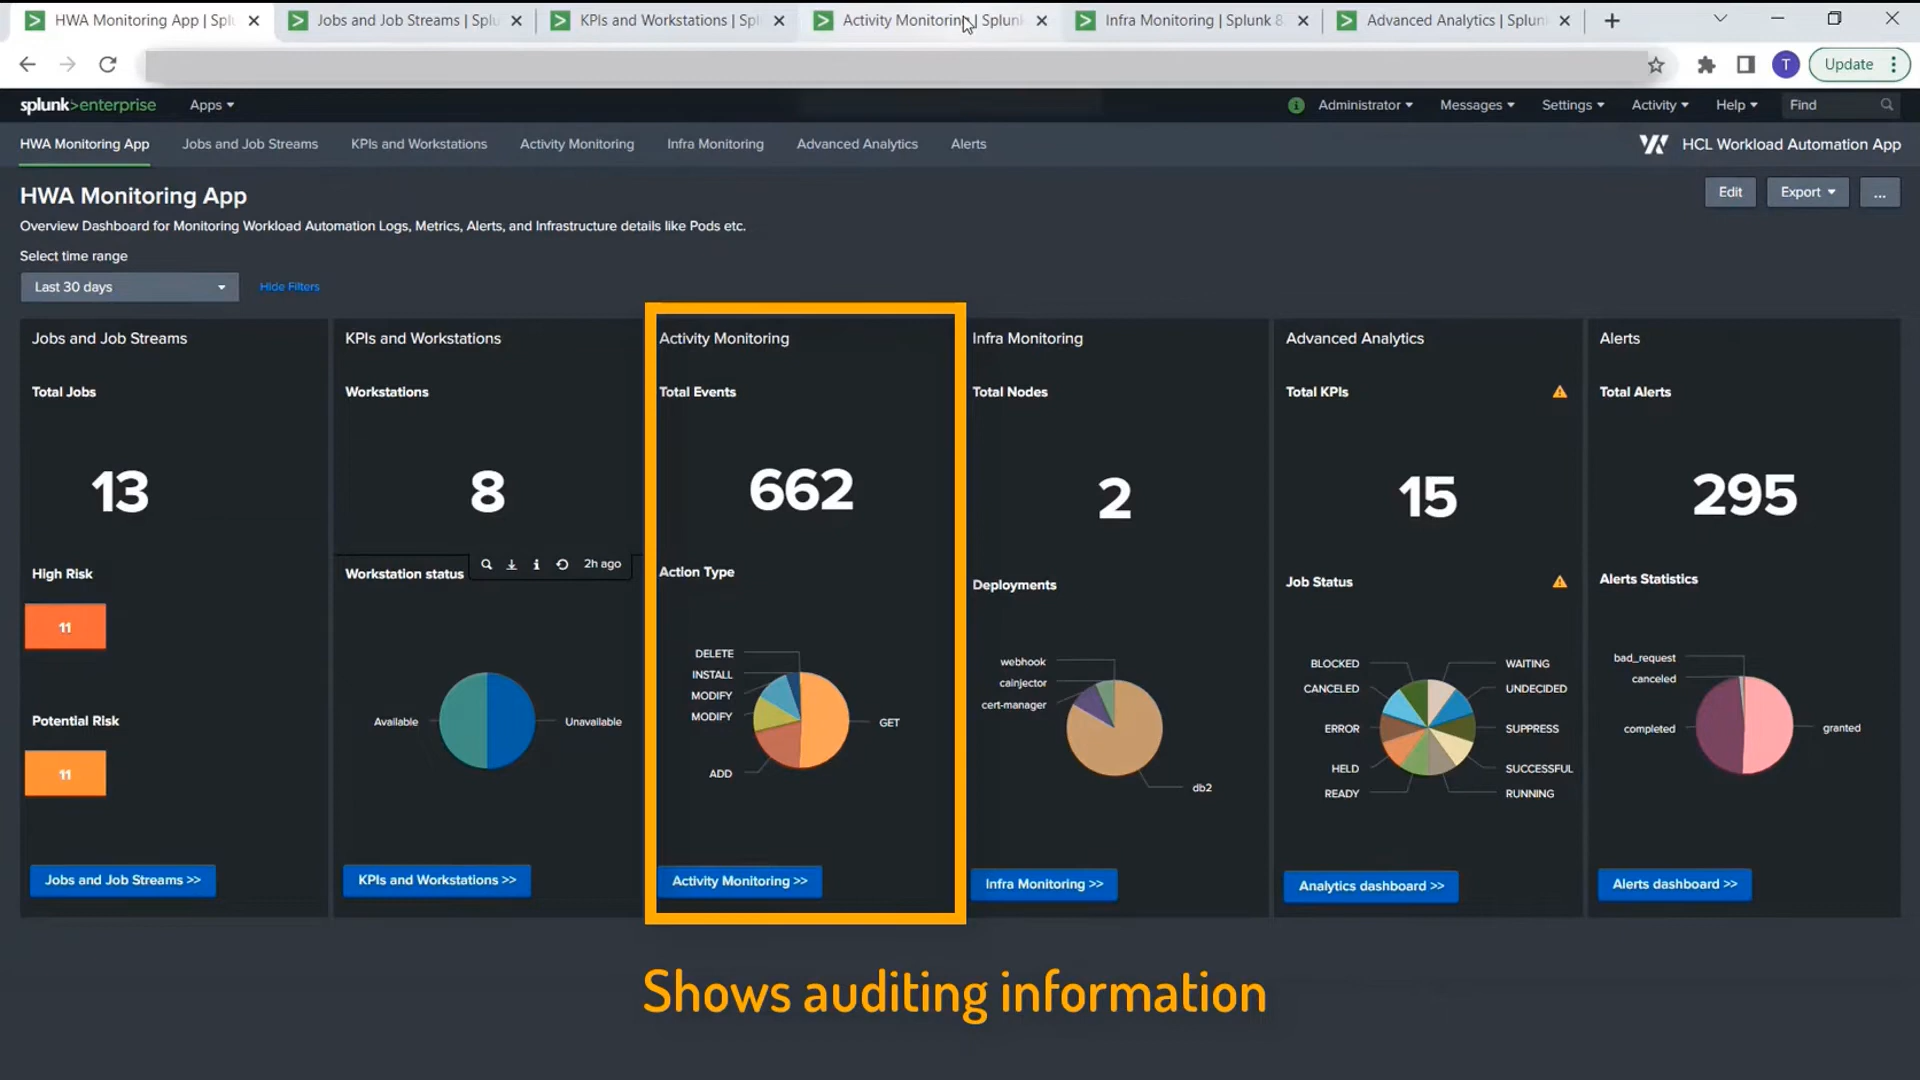 HWA Monitoring App | Splu
Jobs and Job Streams | Splu
KPIs and Workstations | Spl
Activity Monitoring | Splunk
Infra Monitoring | Splunk 8
Advanced Analytics | Splun
T
Update
splunk>enterprise
Apps
i
Administrator
Messages
Settings
Activity
Help
Find
HWA Monitoring App
Jobs and Job Streams
KPIs and Workstations
Activity Monitoring
Infra Monitoring
Advanced Analytics
Alerts
HCL Workload Automation App
HWA Monitoring App
Edit
Export
...
Overview Dashboard for Monitoring Workload Automation Logs, Metrics, Alerts, and Infrastructure details like Pods etc.
Select time range
Last 30 days
Hide Filters
Jobs and Job Streams
Total Jobs
13
High Risk
11
Potential Risk
11
Jobs and Job Streams >>
KPIs and Workstations
Workstations
8
Workstation status
i
2h ago
Available
Unavailable
KPIs and Workstations >>
Activity Monitoring
Total Events
662
Action Type
DELETE
INSTALL
MODIFY
MODIFY
ADD
GET
Activity Monitoring >>
Infra Monitoring
Total Nodes
2
Deployments
webhook
cainjector
cert-manager
db2
Infra Monitoring >>
Advanced Analytics
Total KPIs
15
Job Status
BLOCKED
CANCELED
ERROR
HELD
READY
WAITING
UNDECIDED
SUPPRESS
SUCCESSFUL
RUNNING
Analytics dashboard >>
Alerts
Total Alerts
295
Alerts Statistics
bad_request
canceled
completed
granted
Alerts dashboard >>
Shows auditing information